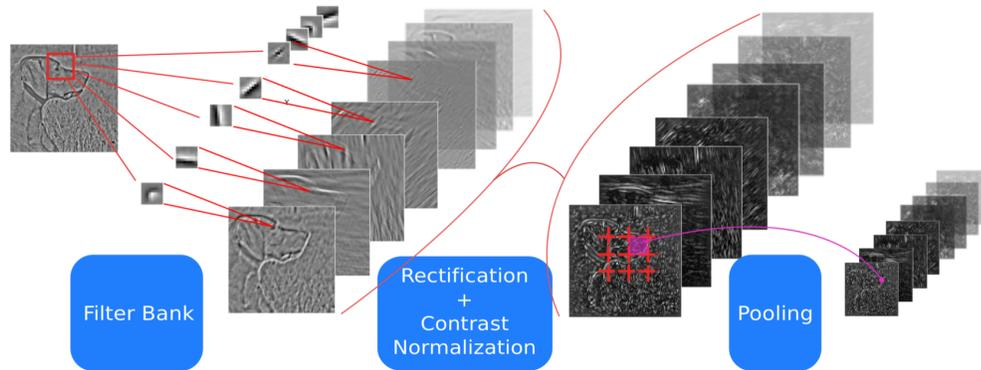 Filter Bank
Rectification
+
Contrast
Normalization
Pooling